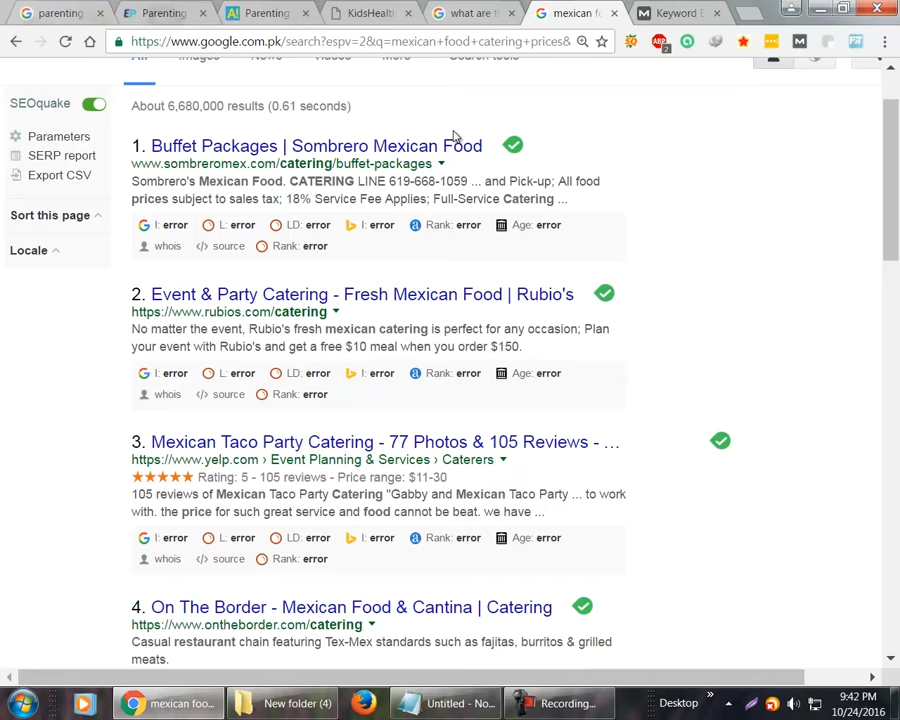 parenting
Parenting
Parenting
KidsHealth
what are t
mexican fo
Keyword E
https://www.google.com.pk/search?espv=2&q=mexican+food+catering+prices&
SEOquake
Parameters
SERP report
Export CSV
Sort this page
Locale
About 6,680,000 results (0.61 seconds)
1. Buffet Packages | Sombrero Mexican Food
www.sombreromex.com/catering/buffet-packages
Sombrero's Mexican Food. CATERING LINE 619-668-1059 ... and Pick-up; All food
prices subject to sales tax; 18% Service Fee Applies; Full-Service Catering ...
I: error L: error LD: error I: error Rank: error Age: error
whois source Rank: error
2. Event & Party Catering - Fresh Mexican Food | Rubio's
https://www.rubios.com/catering
No matter the event, Rubio's fresh mexican catering is perfect for any occasion; Plan
your event with Rubio's and get a free $10 meal when you order $150.
I: error L: error LD: error I: error Rank: error Age: error
whois source Rank: error
3. Mexican Taco Party Catering - 77 Photos & 105 Reviews - ...
https://www.yelp.com › Event Planning & Services › Caterers
Rating: 5 - 105 reviews - Price range: $11-30
105 reviews of Mexican Taco Party Catering "Gabby and Mexican Taco Party ... to work
with. the price for such great service and food cannot be beat. we have ...
I: error L: error LD: error I: error Rank: error Age: error
whois source Rank: error
4. On The Border - Mexican Food & Cantina | Catering
https://www.ontheborder.com/catering
Casual restaurant chain featuring Tex-Mex standards such as fajitas, burritos & grilled
meats.
mexican foo...
New folder (4)
Untitled - No...
Recording...
Desktop
9:42 PM
10/24/2016